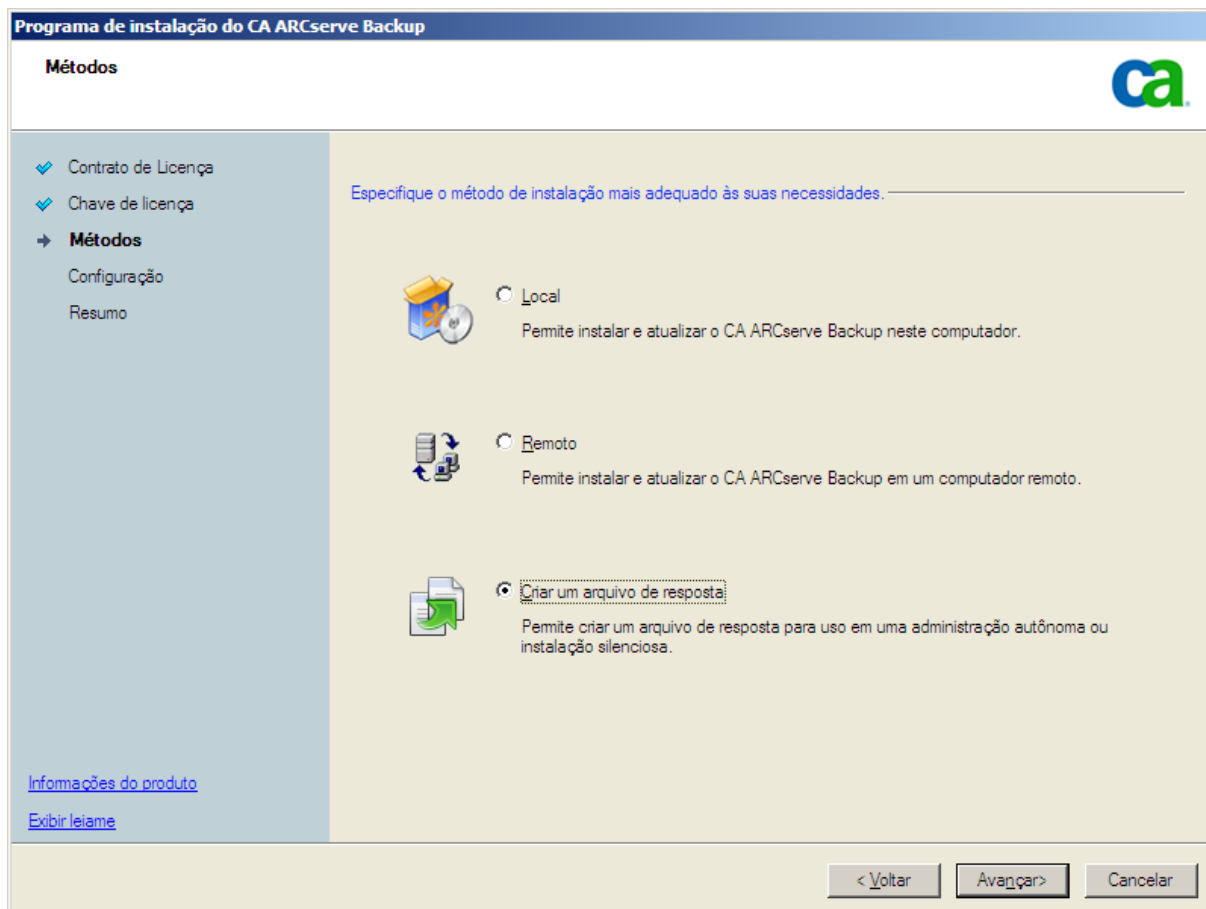 Programa de instalação do CA ARCserve Backup
Métodos
ca
Contrato de Licença
Chave de licença
Métodos
Configuração
Resumo
Informações do produto
Exibir leiame
Especifique o método de instalação mais adequado às suas necessidades.
Local
Permite instalar e atualizar o CA ARCserve Backup neste computador.
Remoto
Permite instalar e atualizar o CA ARCserve Backup em um computador remoto.
Criar um arquivo de resposta
Permite criar um arquivo de resposta para uso em uma administração autônoma ou
instalação silenciosa.
< Voltar
Avançar>
Cancelar